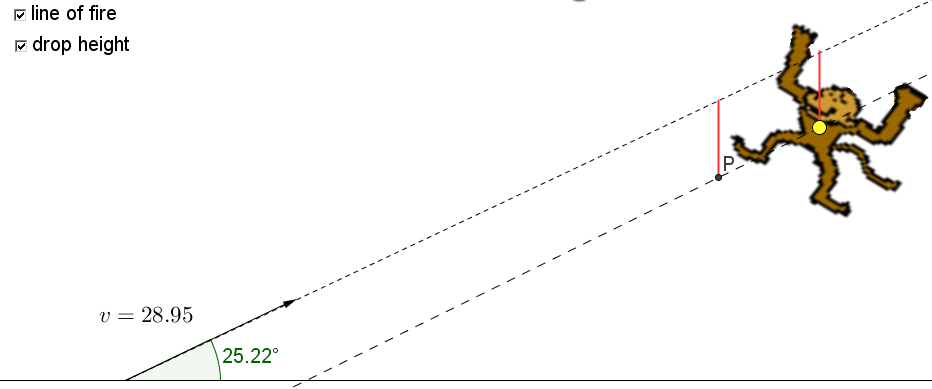 line of fire
drop height
P
v = 28.95
25.22°